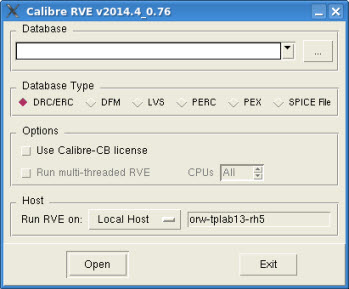 Calibre RVE v2014.4_0.76
Database
...
Database Type
DRC/ERC DFM LVS PERC PEX SPICE File
Options
Use Calibre-CB license
Run multi-threaded RVE CPUs All
Host
Run RVE on: Local Host orw-tplab13-rh5
Open Exit